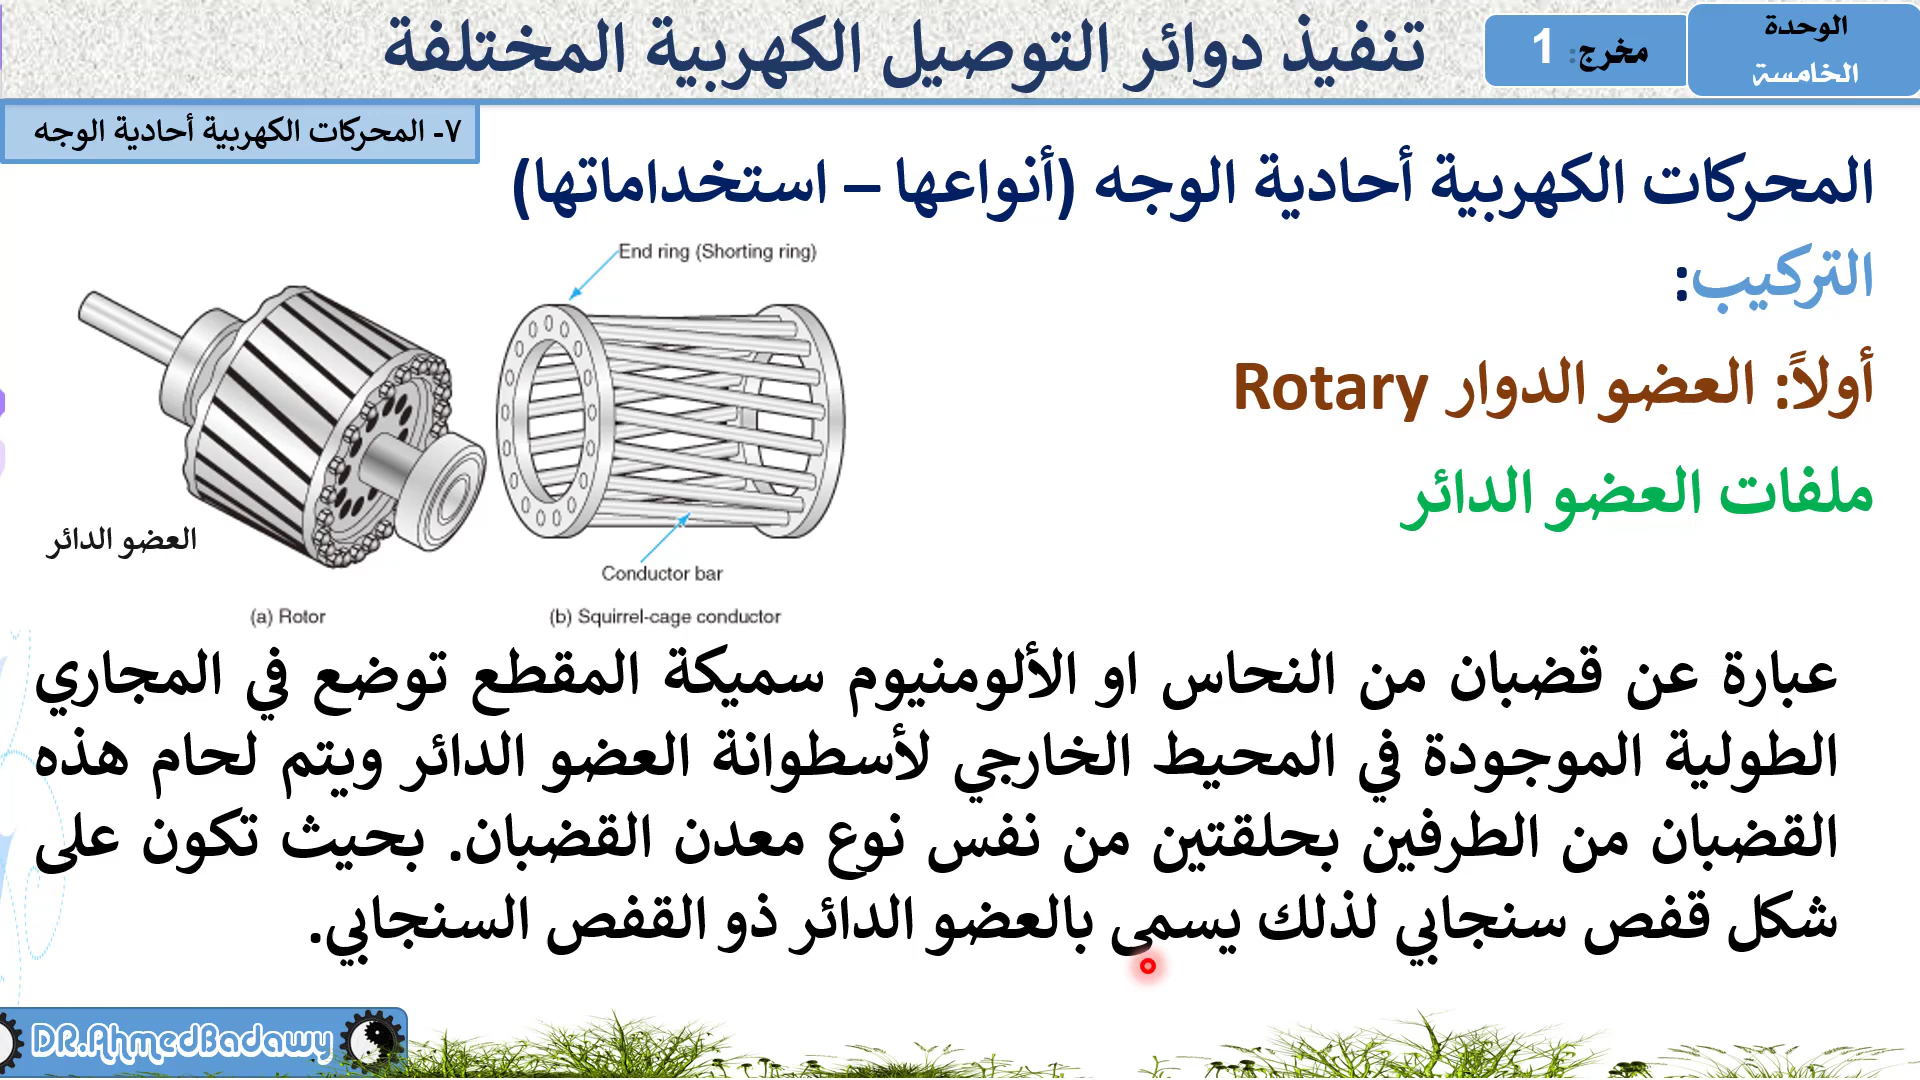 الوحدة
الخامسة
مخرج: 1
تنفيذ دوائر التوصيل الكهربية المختلفة
٧- المحركات الكهربية أحادية الوجه
المحركات الكهربية أحادية الوجه (أنواعها – استخداماتها)
التركيب:
أولاً: العضو الدوار Rotary
ملفات العضو الدائر
End ring (Shorting ring)
Conductor bar
العضو الدائر
(a) Rotor
(b) Squirrel-cage conductor
عبارة عن قضبان من النحاس او الألومنيوم سميكة المقطع توضع في المجاري
الطولية الموجودة في المحيط الخارجي لأسطوانة العضو الدائر ويتم لحام هذه
القضبان من الطرفين بحلقتين من نفس نوع معدن القضبان. بحيث تكون على
شكل قفص سنجابي لذلك يسمى بالعضو الدائر ذو القفص السنجابي.
DR.AhmedBadawy